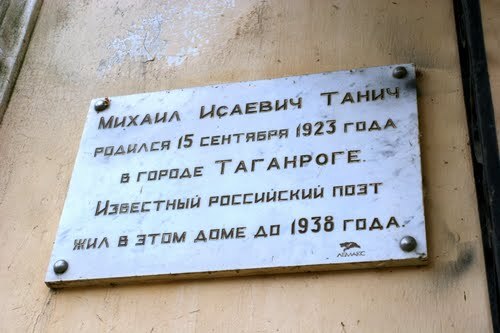 Михаил Исаевич Танич
родился 15 сентября 1923 года
в городе Таганроге.
Известный российский поэт
жил в этом доме до 1938 года.
ЛЕМАКС